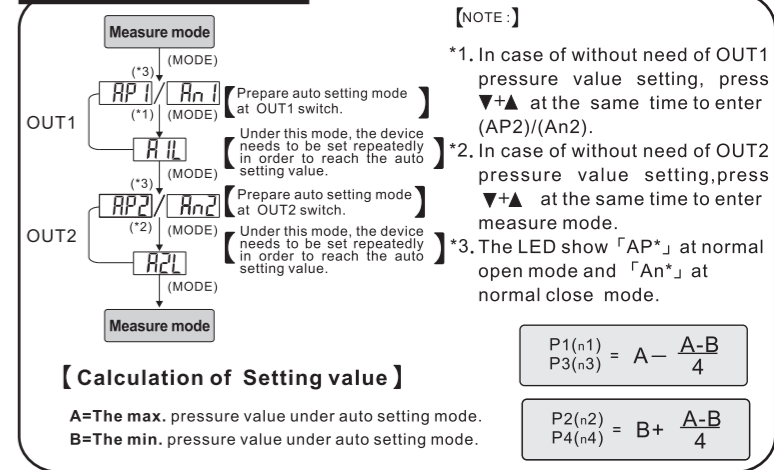 Measure mode
(MODE)
(*3)
AP1/ An1
(*1) (MODE)
【Prepare auto setting mode
at OUT1 switch.】
OUT1
A1L
【Under this mode, the device
needs to be set repeatedly
in order to reach the auto
setting value.】
(MODE)
(*3)
AP2/ An2
(*2) (MODE)
【Prepare auto setting mode
at OUT2 switch.】
OUT2
A2L
【Under this mode, the device
needs to be set repeatedly
in order to reach the auto
setting value.】
(MODE)
Measure mode
【NOTE :】
*1. In case of without need of OUT1
pressure value setting, press
▼+▲ at the same time to enter
(AP2)/(An2).
*2. In case of without need of OUT2
pressure value setting,press
▼+▲ at the same time to enter
measure mode.
*3. The LED show「AP*」at normal
open mode and「An*」at
normal close mode.
【Calculation of Setting value】
A=The max. pressure value under auto setting mode.
B=The min. pressure value under auto setting mode.
P1(n1)
P3(n3) = A— A-B
4
P2(n2)
P4(n4) = B+ A-B
4